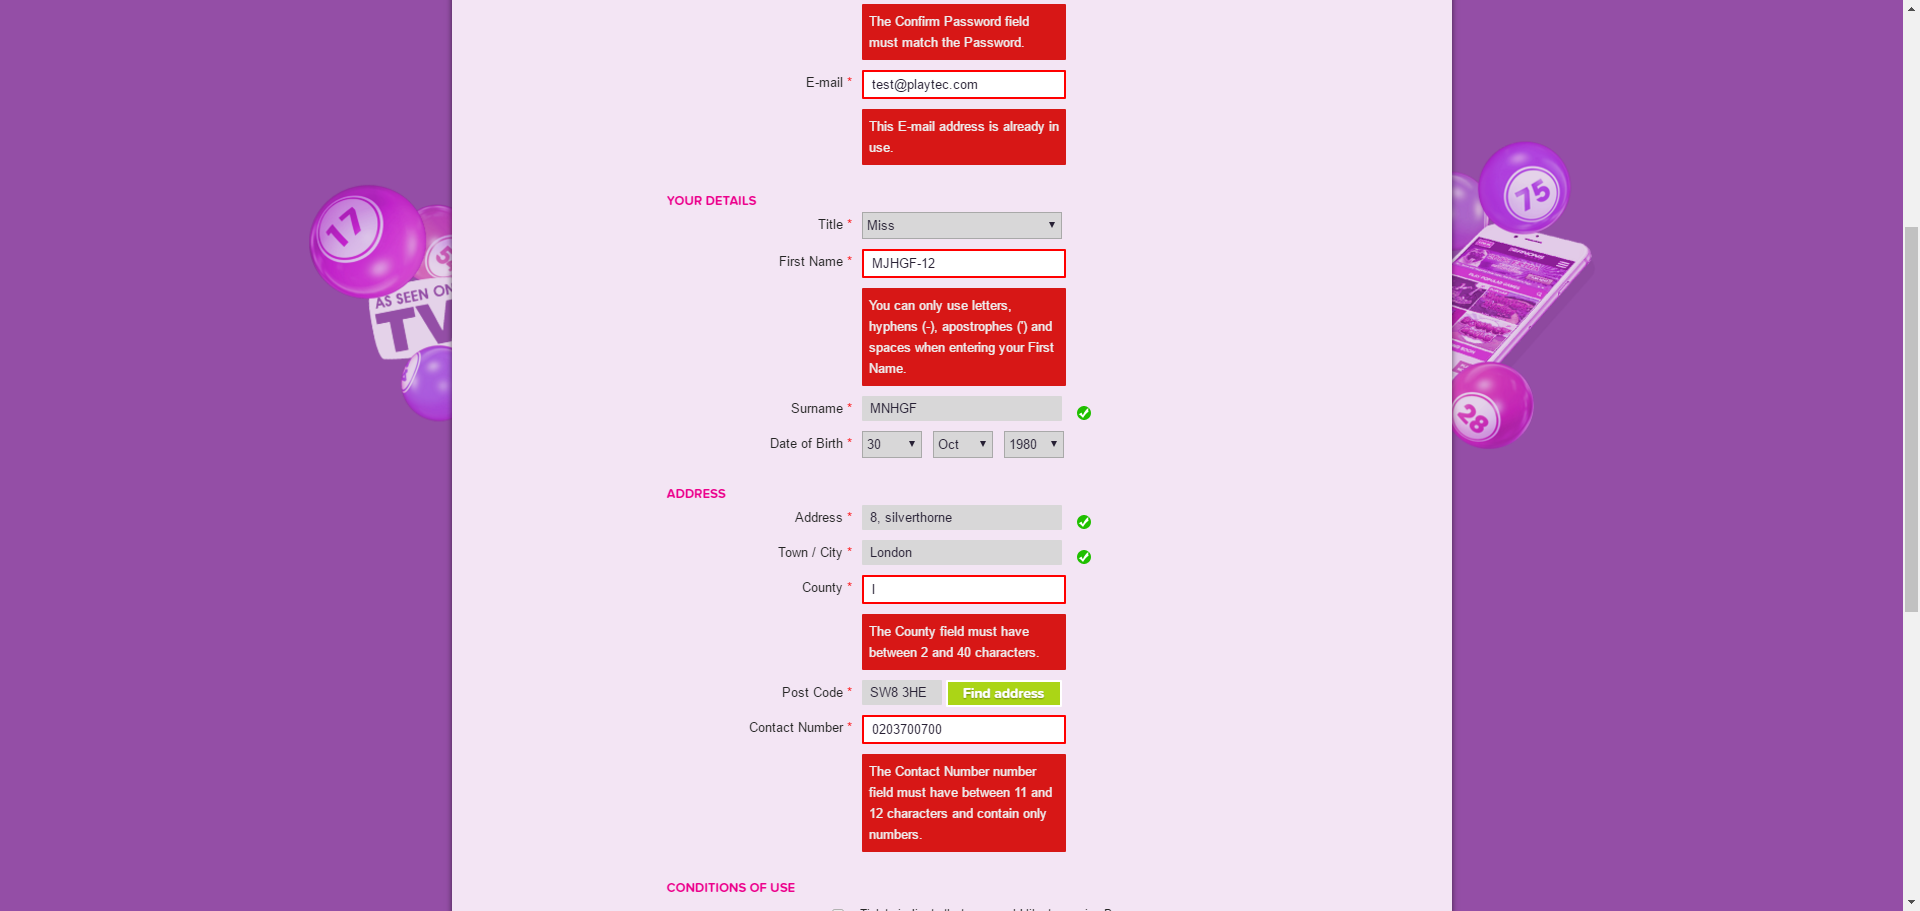 The Confirm Password field
must match the Password.
E-mail *
test@playtec.com
This E-mail address is already in
use.
YOUR DETAILS
Title *
Miss
First Name *
MJHGF-12
You can only use letters,
hyphens (-), apostrophes (') and
spaces when entering your First
Name.
Surname *
MNHGF
Date of Birth *
30
Oct
1980
ADDRESS
Address *
8, silverthorne
Town / City *
London
County *
l
The County field must have
between 2 and 40 characters.
Post Code *
SW8 3HE
Find address
Contact Number *
0203700700
The Contact Number number
field must have between 11 and
12 characters and contain only
numbers.
CONDITIONS OF USE
17
AS SEEN ON
TV
75
28